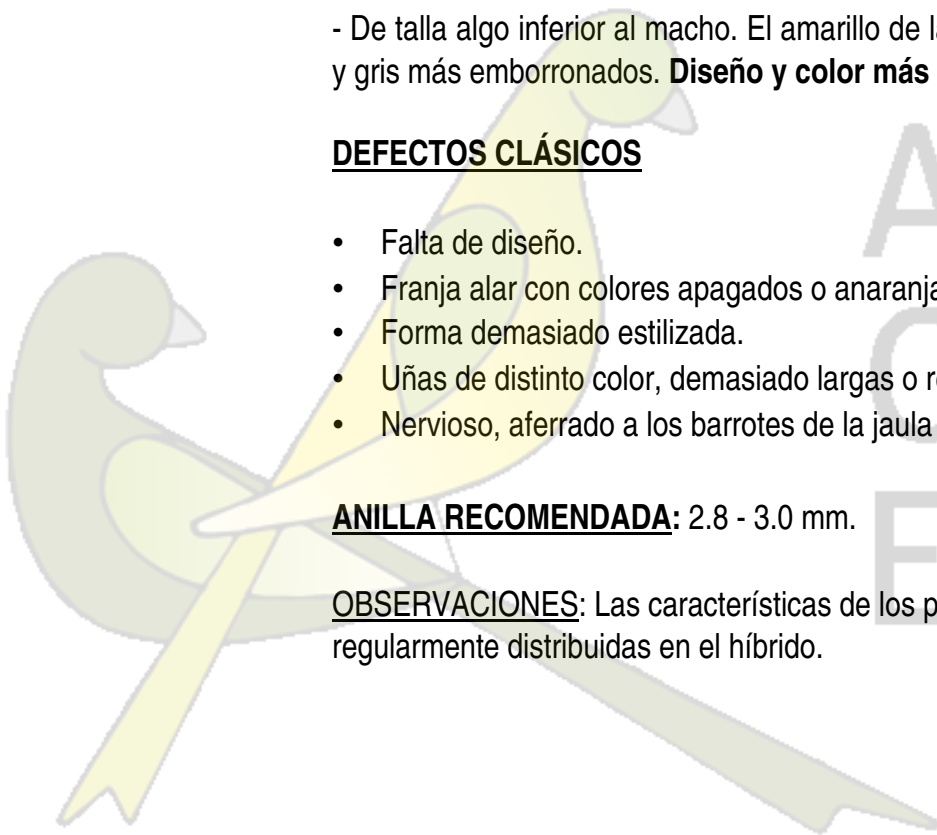 - De talla algo inferior al macho. El amarillo de
y gris más emborronados. Diseño y color más
DEFECTOS CLÁSICOS
• Falta de diseño.
• Franja alar con colores apagados o
• Forma demasiado estilizada.
• Uñas de distinto color, demasiado largas o
• Nervioso, aferrado a los barrotes de la jaula
ANILLA RECOMENDADA: 2.8 - 3.0 mm.
OBSERVACIONES: Las características de los
regularmente distribuidas en el híbrido.